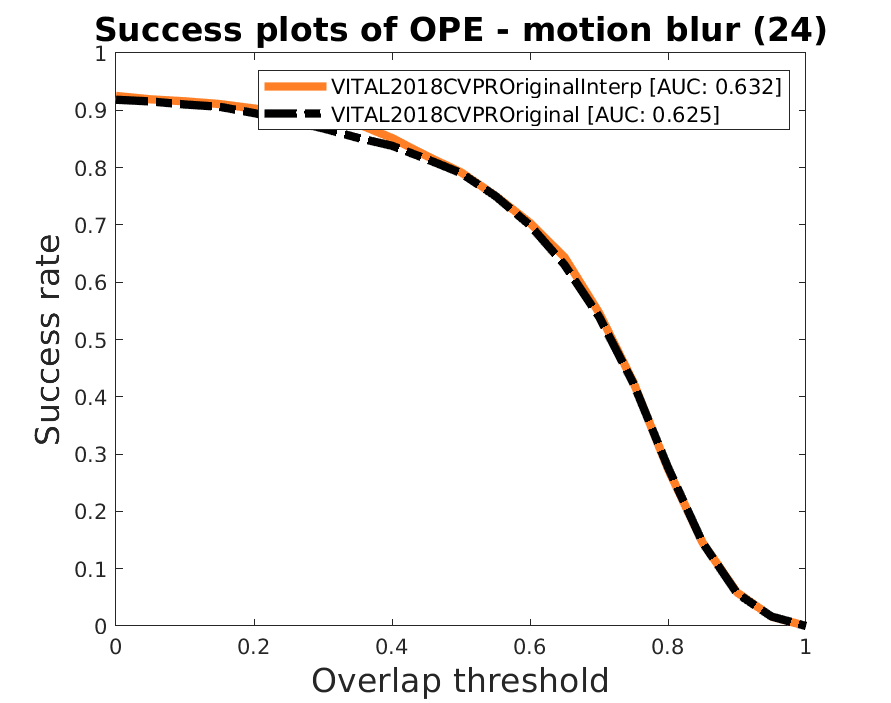 Success plots of OPE - motion blur (24)
1
0.9
0.8
0.7
0.6
0.5
0.4
0.3
0.2
0.1
0
VITAL2018CVPROriginalInterp [AUC: 0.632]
VITAL2018CVPROriginal [AUC: 0.625]
Success rate
0 0.2 0.4 0.6 0.8 1
Overlap threshold